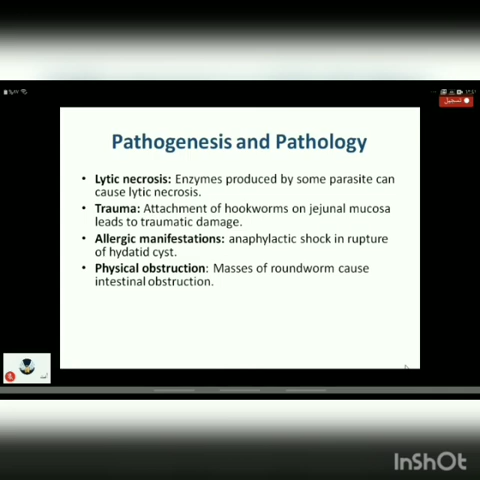 تسجيل
Pathogenesis and Pathology
• Lytic necrosis: Enzymes produced by some parasite can
cause lytic necrosis.
• Trauma: Attachment of hookworms on jejunal mucosa
leads to traumatic damage.
• Allergic manifestations: anaphylactic shock in rupture
of hydatid cyst.
• Physical obstruction: Masses of roundworm cause
intestinal obstruction.
InShOt